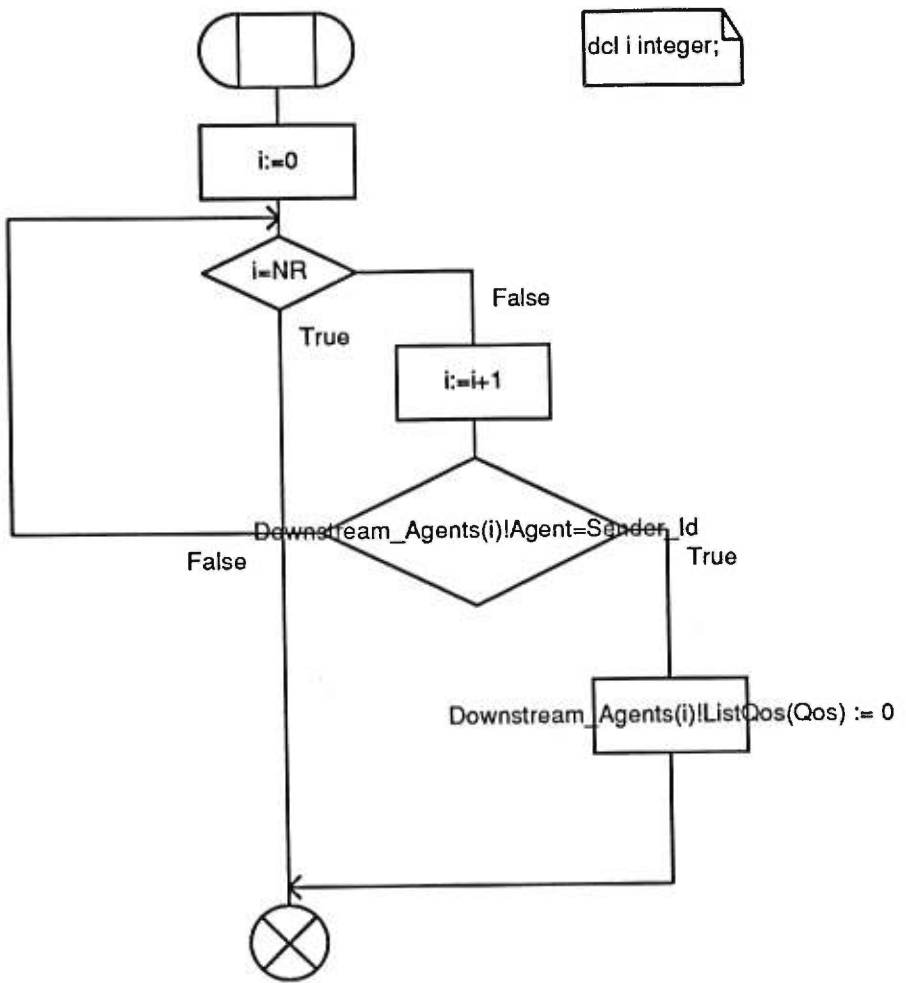 dcl i integer;
i:=0
i=NR
False
True
i:=i+1
Downstream_Agents(i)!Agent=Sender_Id
False
True
Downstream_Agents(i)!ListQos(Qos) := 0